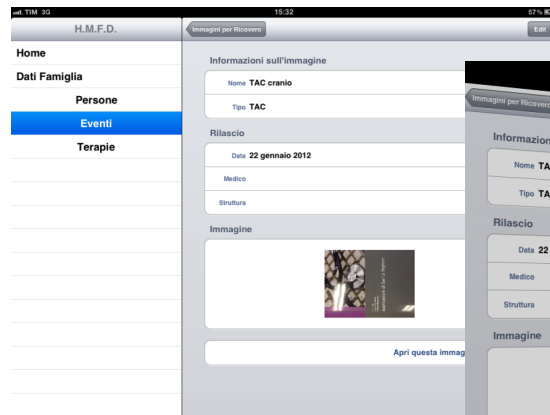 TIM 3G
15:32
57%
H.M.F.D.
Immagini per Ricovero
Edit
Home
Dati Famiglia
Persone
Eventi
Terapie
Informazioni sull'immagine
Nome TAC cranio
Tipo TAC
Rilascio
Data 22 gennaio 2012
Medico
Struttura
Immagine
Apri questa immag
Immagini per Ricovero
Informazion
Nome TA
Tipo TA
Rilascio
Data 22
Medico
Struttura
Immagine